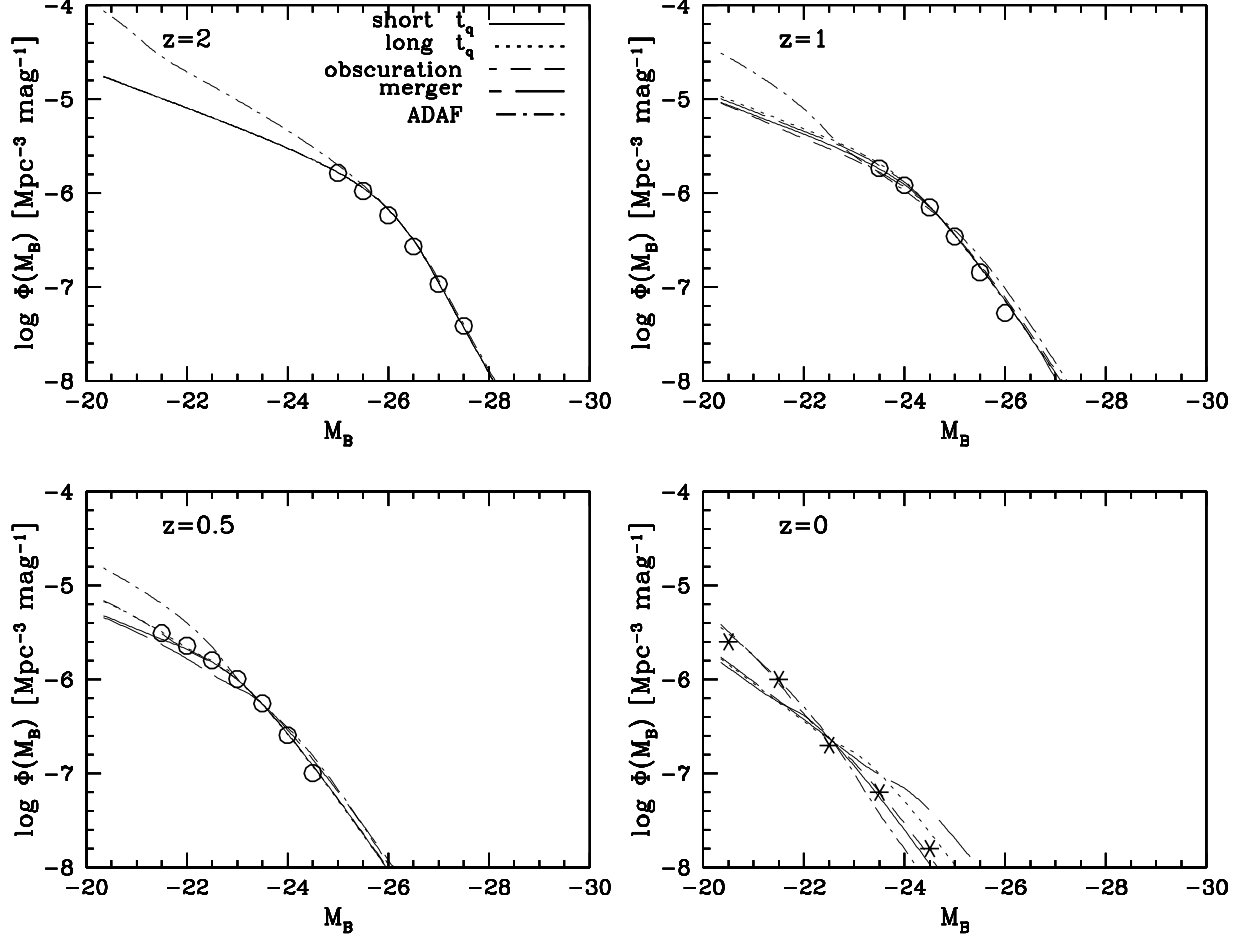 -4
-5
-6
-7
-8
log Φ(M_B) [Mpc⁻³ mag⁻¹]
z=2
short t_q
long t_q
obscuration
merger
ADAF
-20 -22 -24 -26 -28 -30
M_B
-4
-5
-6
-7
-8
log Φ(M_B) [Mpc⁻³ mag⁻¹]
z=1
-20 -22 -24 -26 -28 -30
M_B
-4
-5
-6
-7
-8
log Φ(M_B) [Mpc⁻³ mag⁻¹]
z=0.5
-20 -22 -24 -26 -28 -30
M_B
-4
-5
-6
-7
-8
log Φ(M_B) [Mpc⁻³ mag⁻¹]
z=0
-20 -22 -24 -26 -28 -30
M_B